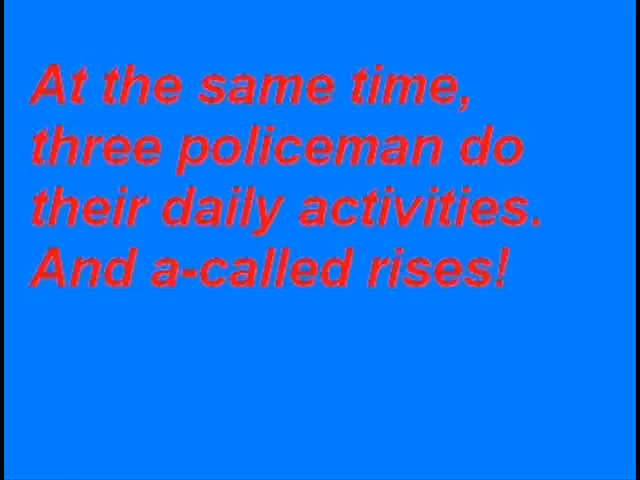 At the same time,
three policeman do
their daily activities.
And a-called rises!